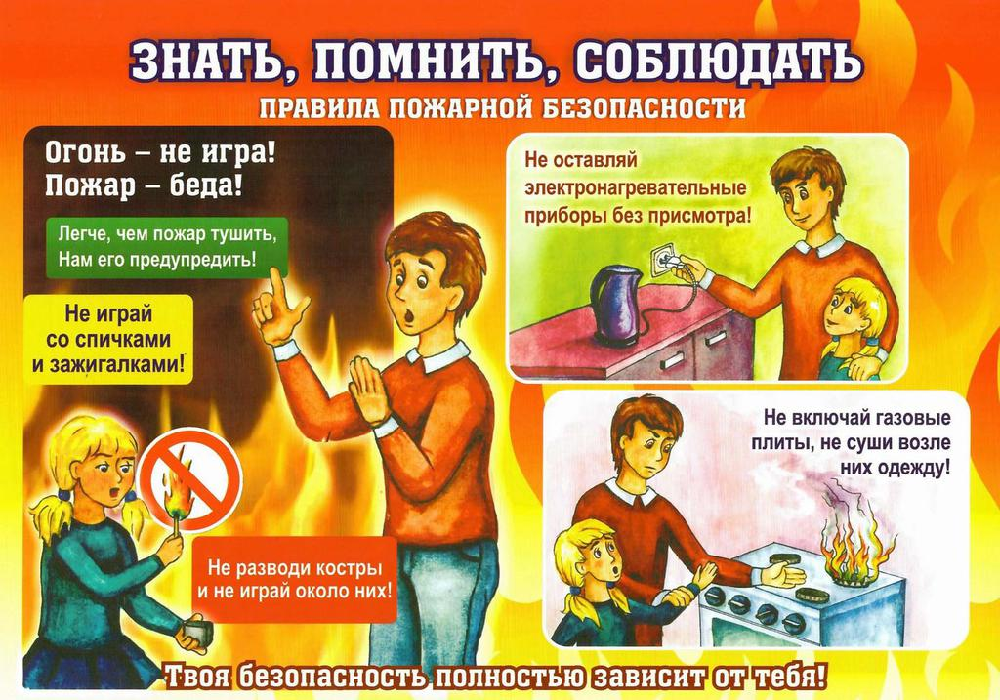 ЗНАТЬ, ПОМНИТЬ, СОБЛЮДАТЬ
ПРАВИЛА ПОЖАРНОЙ БЕЗОПАСНОСТИ
Огонь – не игра!
Пожар – беда!
Легче, чем пожар тушить,
Нам его предупредить!
Не играй
со спичками
и зажигалками!
Не разводи костры
и не играй около них!
Не оставляй
электронагревательные
приборы без присмотра!
Не включай газовые
плиты, не суши возле
них одежду!
Твоя безопасность полностью зависит от тебя!